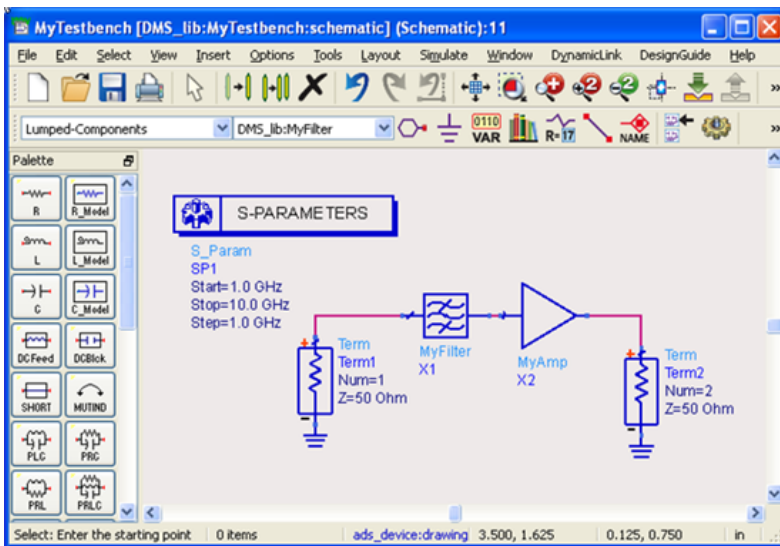 MyTestbench [DMS_lib:MyTestbench:schematic] (Schematic):11
File Edit Select View Insert Options Tools Layout Simulate Window DynamicLink DesignGuide Help
+2 -2 »
Lumped-Components DMS_lib:MyFilter 0110 VAR R=17 NAME »
Palette
R R_Model
L L_Model
C C_Model
DCFeed DCBlck
SHORT MUTIND
PLC PRC
PRL PRLC
S-PARAMETERS
S_Param
SP1
Start=1.0 GHz
Stop=10.0 GHz
Step=1.0 GHz
Term
Term1
Num=1
Z=50 Ohm
MyFilter
X1
MyAmp
X2
Term
Term2
Num=2
Z=50 Ohm
Select: Enter the starting point 0 items ads_device:drawing 3.500, 1.625 0.125, 0.750 in